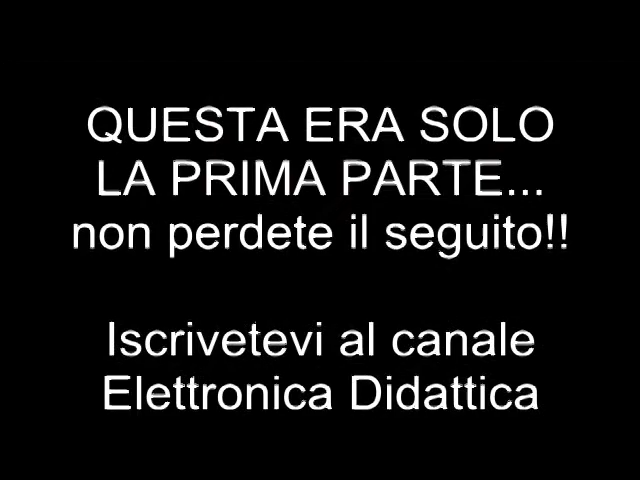 QUESTA ERA SOLO
LA PRIMA PARTE...
non perdete il seguito!!
Iscrivetevi al canale
Elettronica Didattica